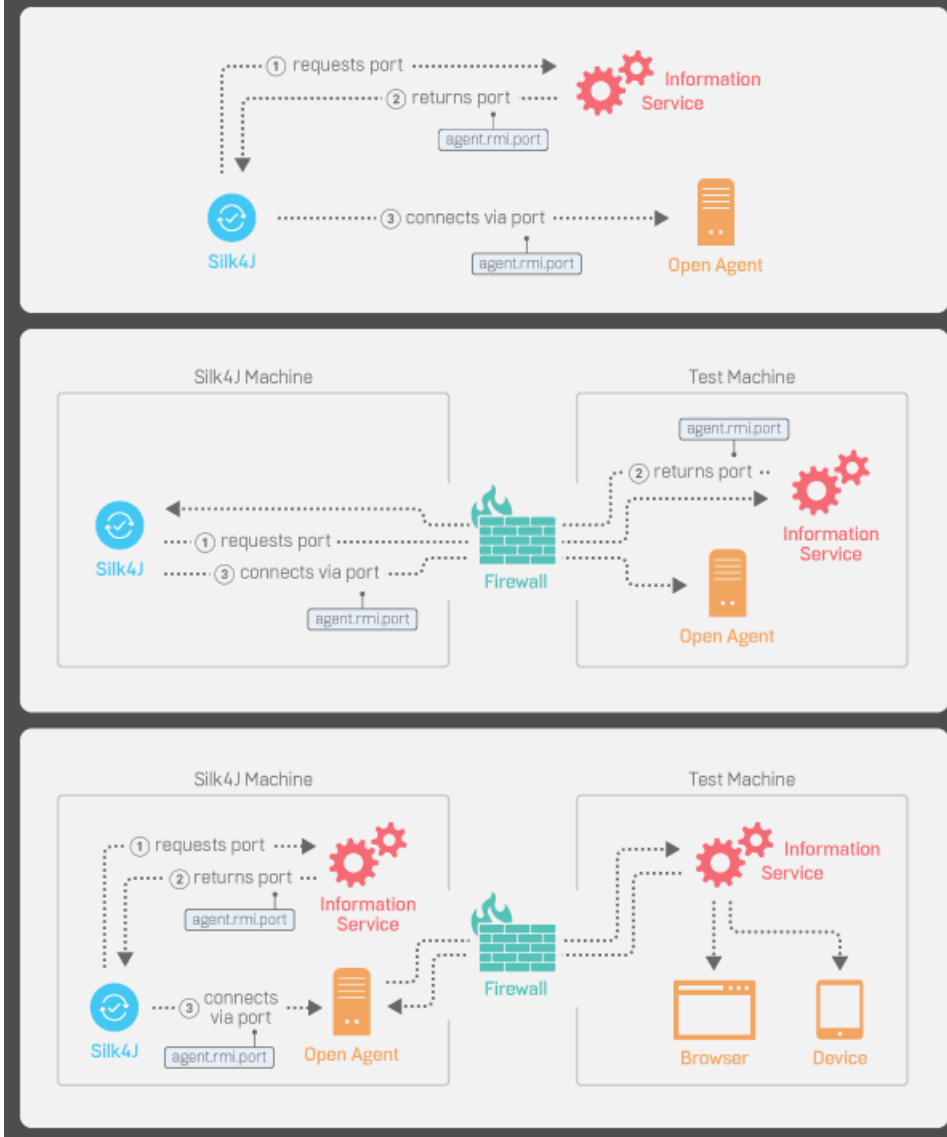 1 requests port
Information
Service
2 returns port
agent.rmi.port
3 connects via port
agent.rmi.port
Silk4J
Open Agent
Silk4J Machine
Test Machine
agent.rmi.port
2 returns port
1 requests port
Information
Service
Silk4J
3 connects via port
Firewall
agent.rmi.port
Open Agent
Silk4J Machine
Test Machine
1 requests port
2 returns port
agent.rmi.port
Information
Service
Information
Service
Firewall
3 connects
via port
agent.rmi.port
Silk4J
Open Agent
Browser
Device